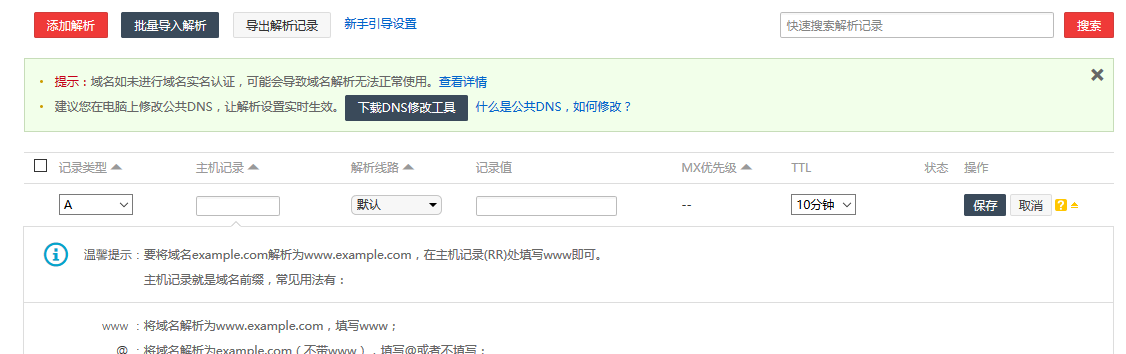 添加解析 批量导入解析 导出解析记录 新手引导设置 快速搜索解析记录 搜索
提示：域名如未进行域名实名认证，可能会导致域名解析无法正常使用。查看详情
建议您在电脑上修改公共DNS，让解析设置实时生效。 下载DNS修改工具 什么是公共DNS，如何修改？
记录类型 主机记录 解析线路 记录值 MX优先级 TTL 状态 操作
A 默认 -- 10分钟 保存 取消 ?
温馨提示：要将域名example.com解析为www.example.com，在主机记录(RR)处填写www即可。
主机记录就是域名前缀，常见用法有：
www ：将域名解析为www.example.com，填写www；
@ ：将域名解析为example.com（不带www），填写@或者不填写；